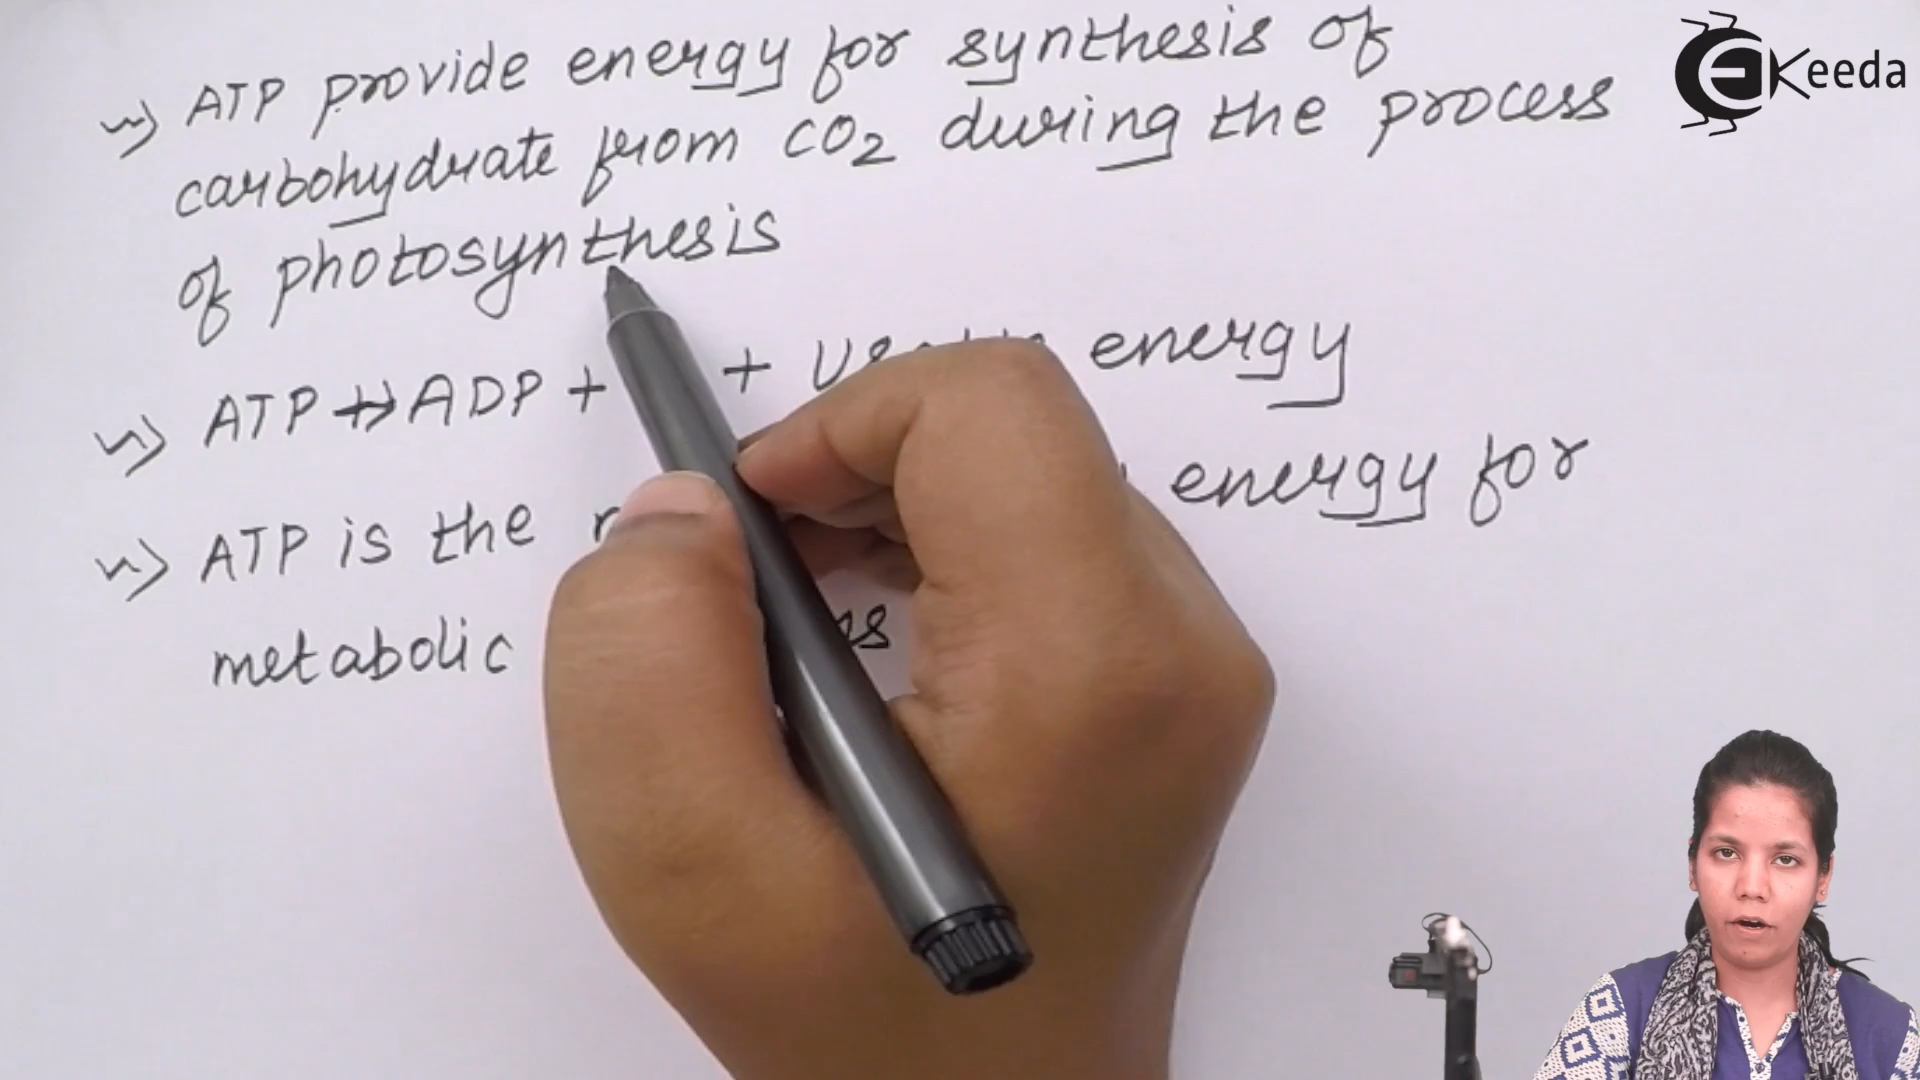 ATP provide energy for synthesis of
carbohydrate from CO2 during the process
of photosynthesis
ATP → ADP + + energy
ATP is the energy for
metabolic
EKeeda